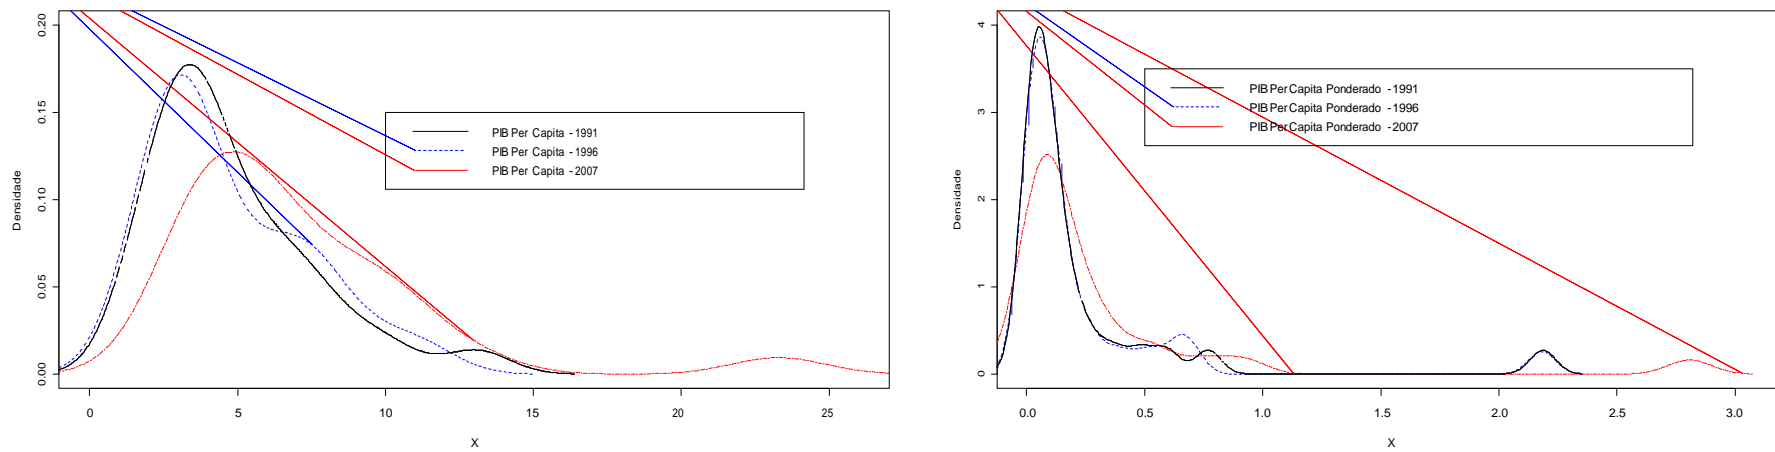 0.20
0.15
0.10
0.05
0.00
Densidade
PIB Per Capita - 1991
PIB Per Capita - 1996
PIB Per Capita - 2007
0 5 10 15 20 25
X
4
3
2
1
0
Densidade
PIB Per Capita Ponderado - 1991
PIB Per Capita Ponderado - 1996
PIB Per Capita Ponderado - 2007
0.0 0.5 1.0 1.5 2.0 2.5 3.0
X